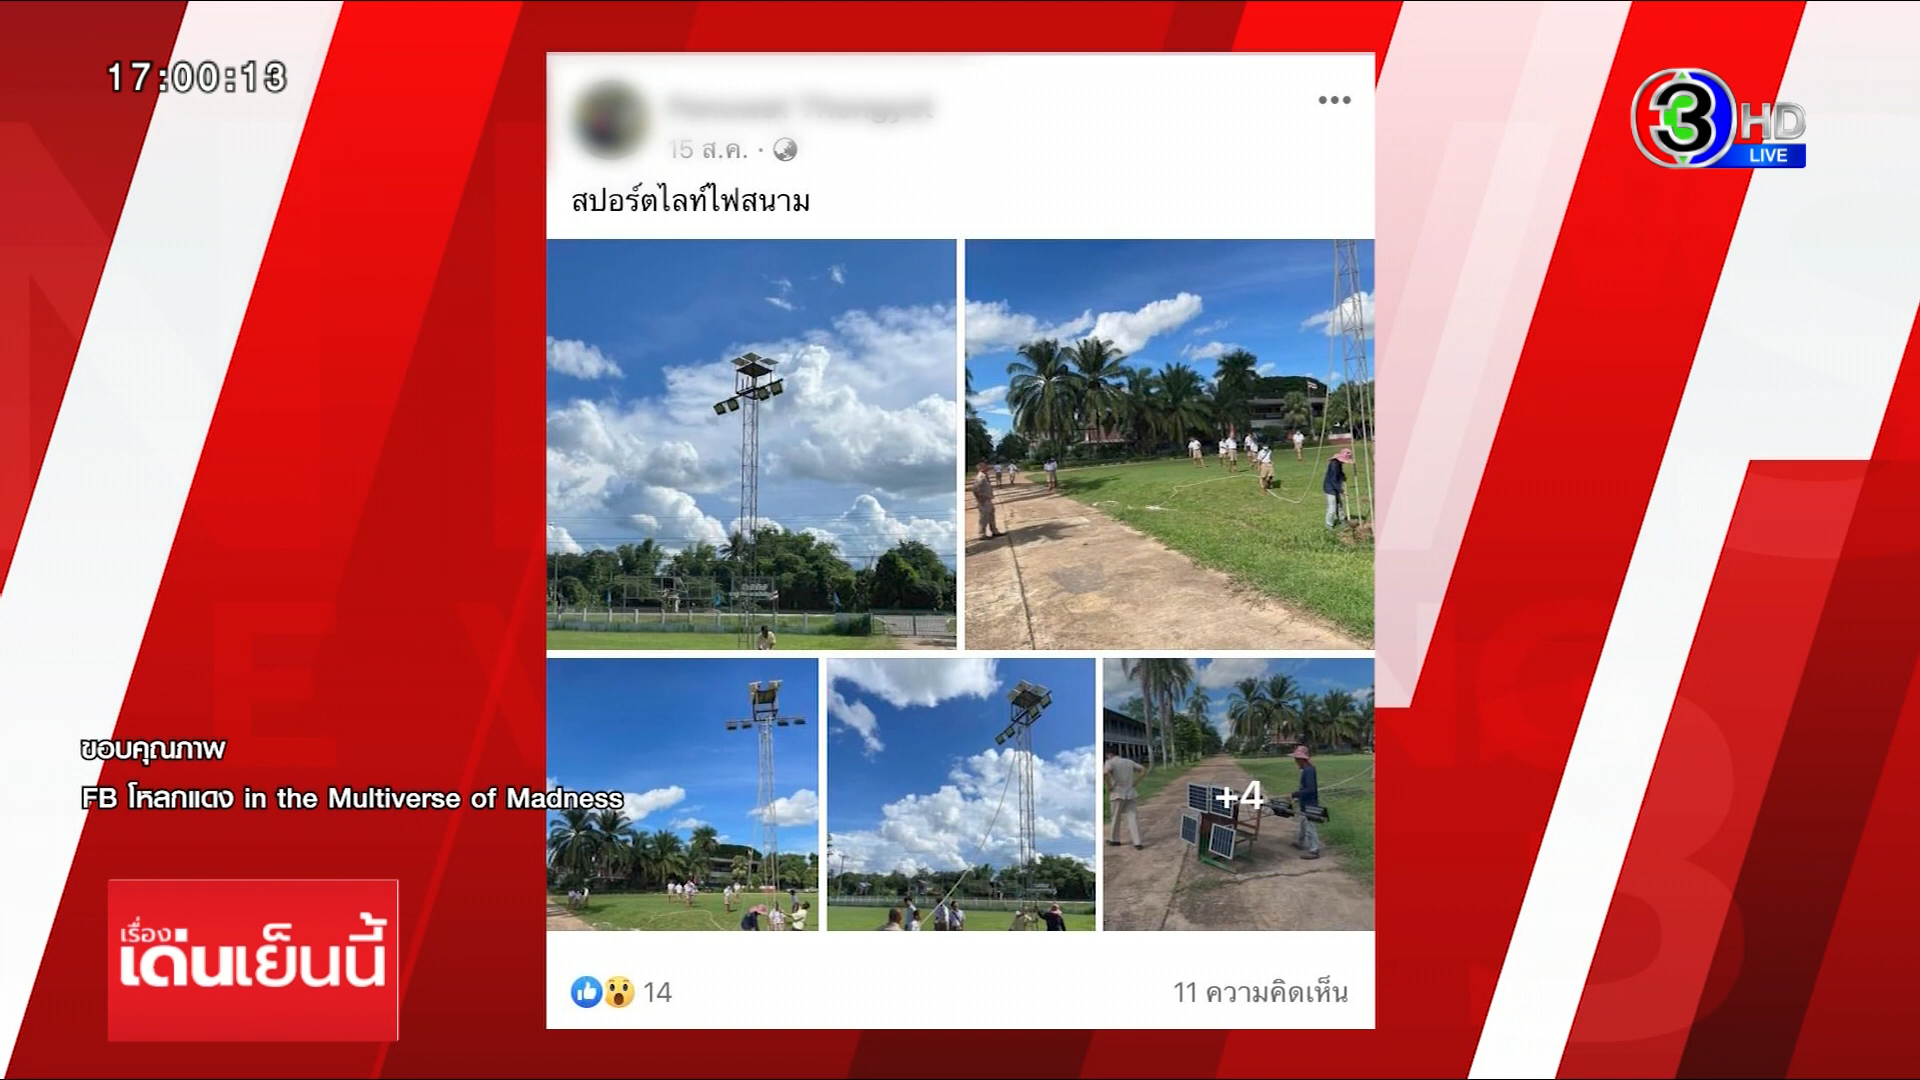 17:00:13
3 HD
LIVE
15 ส.ค.
สปอร์ตไลท์ไฟสนาม
+4
ขอบคุณภาพ
FB โหลกแดง in the Multiverse of Madness
เรื่อง
เด่นเย็นนี้
14
11 ความคิดเห็น